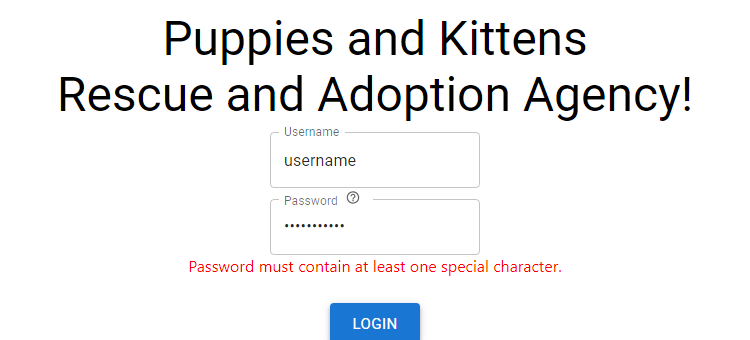 Puppies and Kittens
Rescue and Adoption Agency!
Username
username
Password
•••••••••••
Password must contain at least one special character.
LOGIN